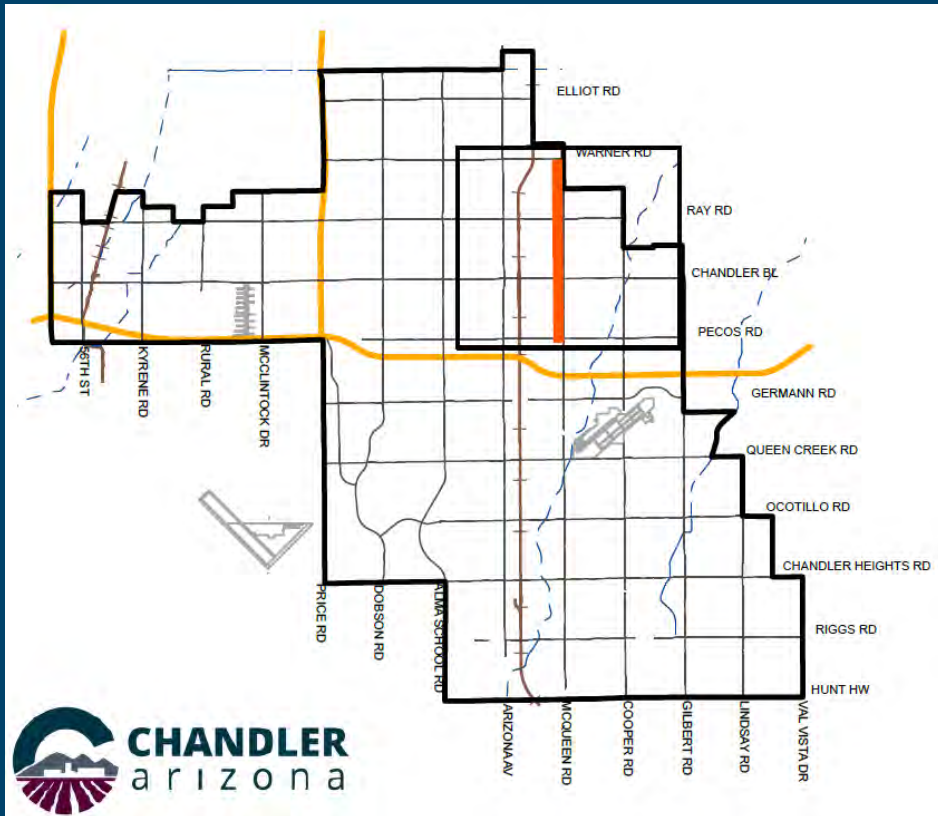 ELLIOT RD
WARNER RD
RAY RD
CHANDLER BL
PECOS RD
GERMANN RD
QUEEN CREEK RD
OCOTILLO RD
CHANDLER HEIGHTS RD
RIGGS RD
HUNT HW
56TH ST
KYRENE RD
RURAL RD
MCCLINTOCK DR
PRICE RD
DOBSON RD
ALMA SCHOOL RD
ARIZONA AV
MCQUEEN RD
COOPER RD
GILBERT RD
LINDSAY RD
VAL VISTA DR
CHANDLER
arizona